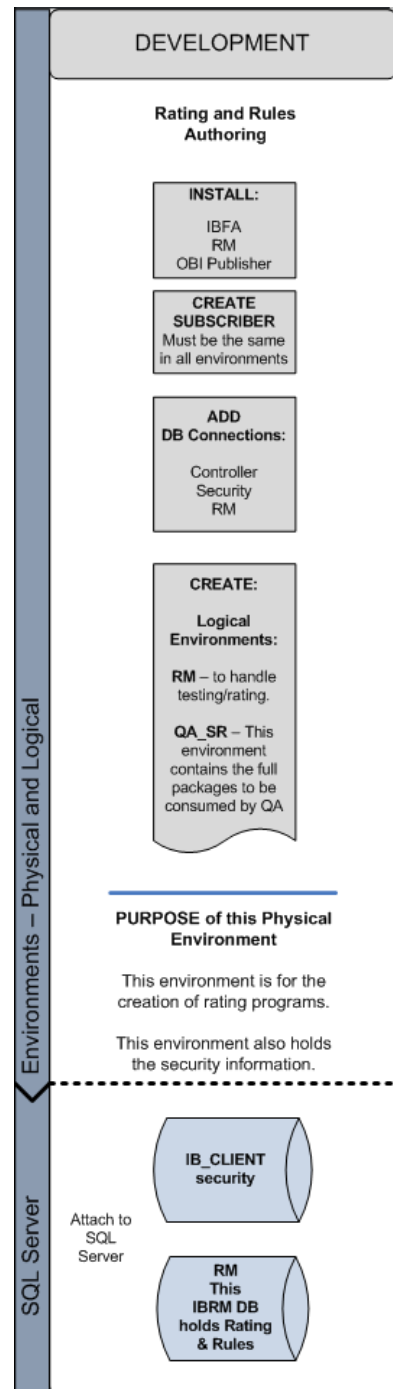 DEVELOPMENT
Rating and Rules
Authoring
INSTALL:
IBFA
RM
OBI Publisher
CREATE
SUBSCRIBER
Must be the same
in all environments
ADD
DB Connections:
Controller
Security
RM
CREATE:
Logical
Environments:
RM – to handle
testing/rating.
QA_SR – This
environment
contains the full
packages to be
consumed by QA
Environments – Physical and Logical
PURPOSE of this Physical
Environment
This environment is for the
creation of rating programs.
This environment also holds
the security information.
SQL Server
IB_CLIENT
security
Attach to
SQL
Server
RM
This
IBRM DB
holds Rating
& Rules